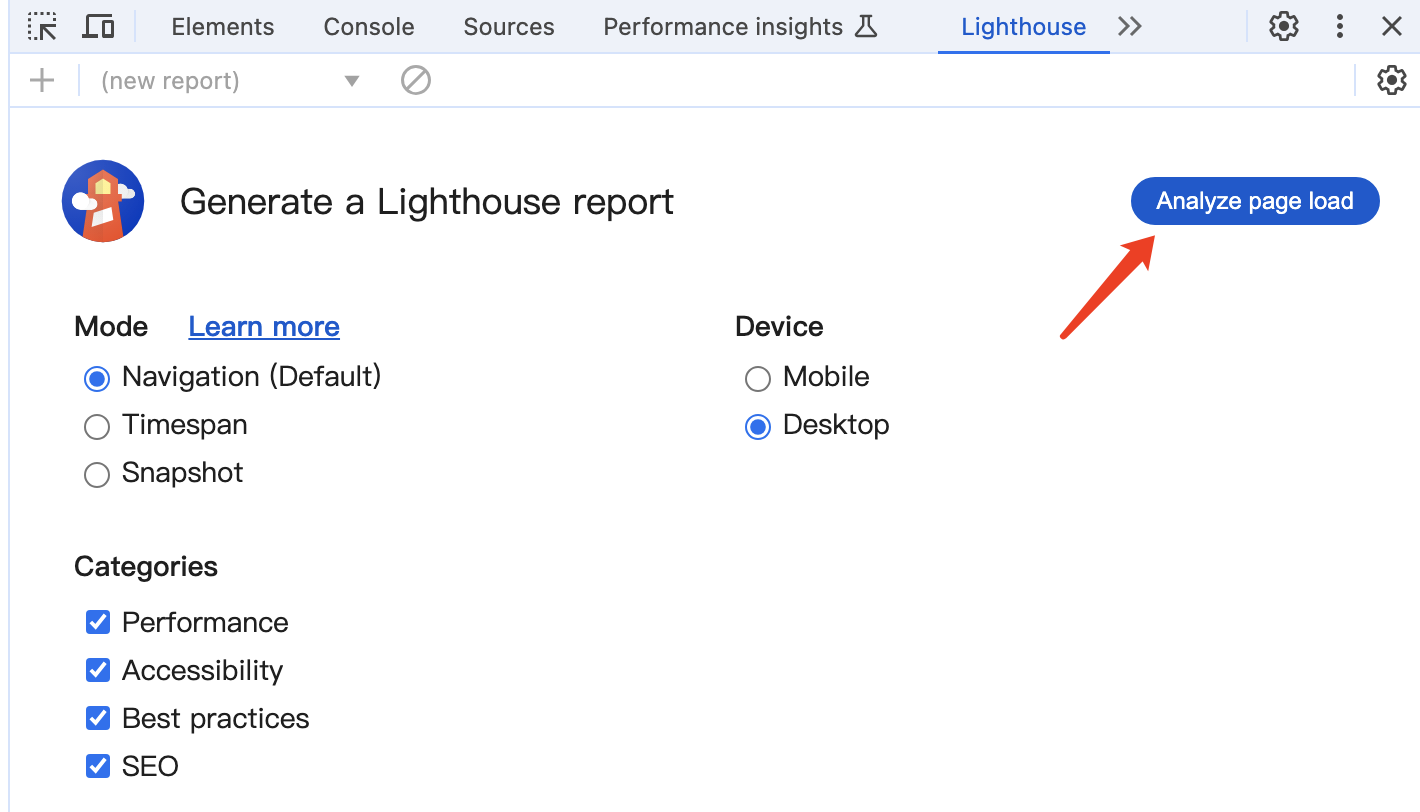 Elements Console Sources Performance insights Lighthouse
(new report)
Generate a Lighthouse report Analyze page load
Mode Learn more Device
Navigation (Default) Mobile
Timespan Desktop
Snapshot
Categories
Performance
Accessibility
Best practices
SEO